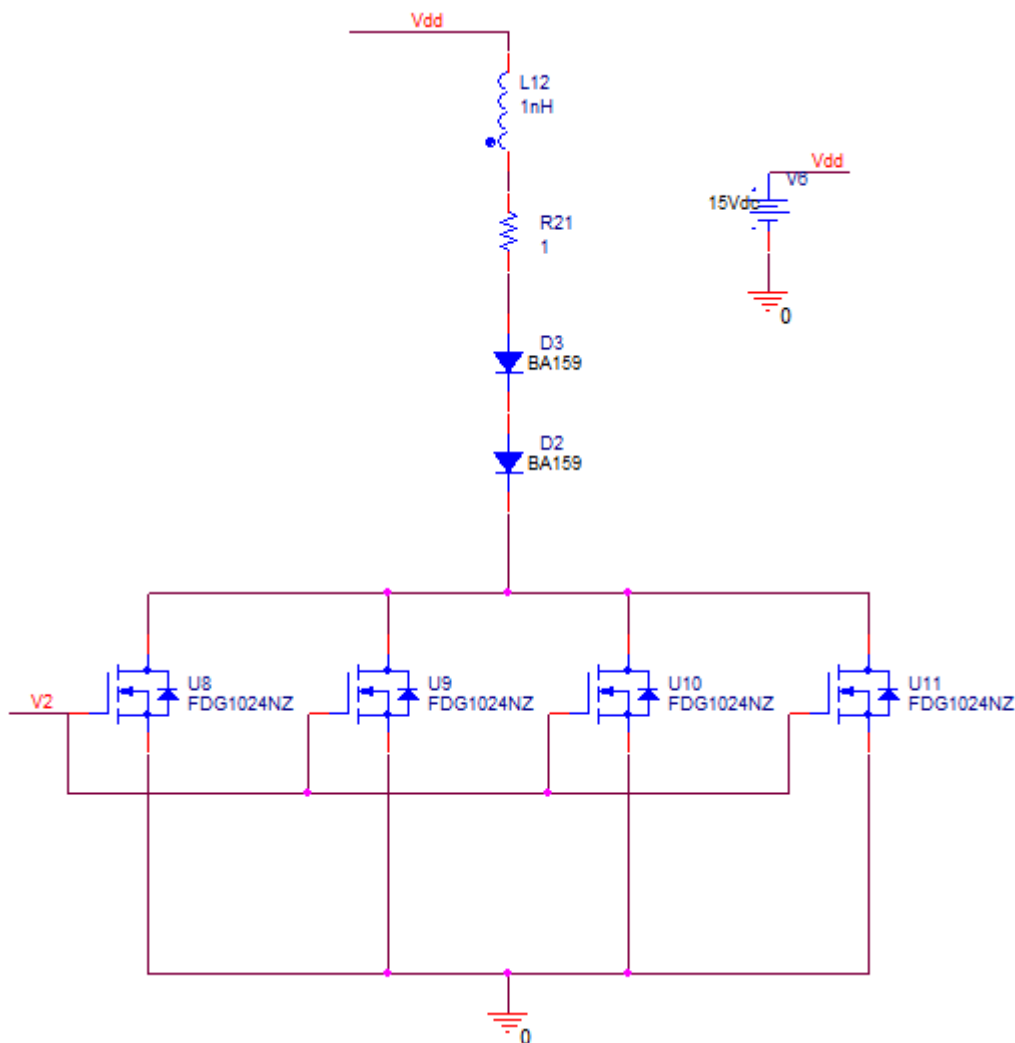 Vdd
L12
1nH
Vdd
V6
15Vdc
R21
1
0
D3
BA159
D2
BA159
V2
U8
FDG1024NZ
U9
FDG1024NZ
U10
FDG1024NZ
U11
FDG1024NZ
0